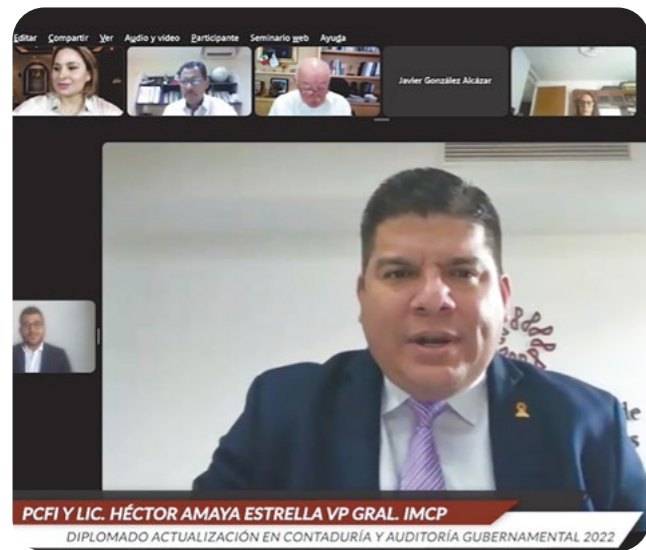 Editar Compartir Ver Audio y video Participante Seminario web Ayuda
Javier González Alcázar
de
s
PCFI Y LIC. HÉCTOR AMAYA ESTRELLA VP GRAL. IMCP
DIPLOMADO ACTUALIZACIÓN EN CONTADURÍA Y AUDITORÍA GUBERNAMENTAL 2022